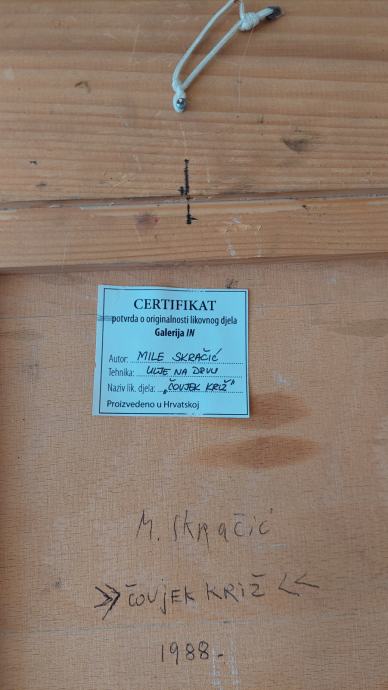 CERTIFIKAT
potvrda o originalnosti likovnog djela
Galerija IN
Autor: MILE SKRAČIĆ
Tehnika: ULJE NA DRVU
Naziv lik. djela: „ČOVJEK KRIŽ"
Proizvedeno u Hrvatskoj
M. Skračić
>> ČOVJEK KRIŽ <<
1988.